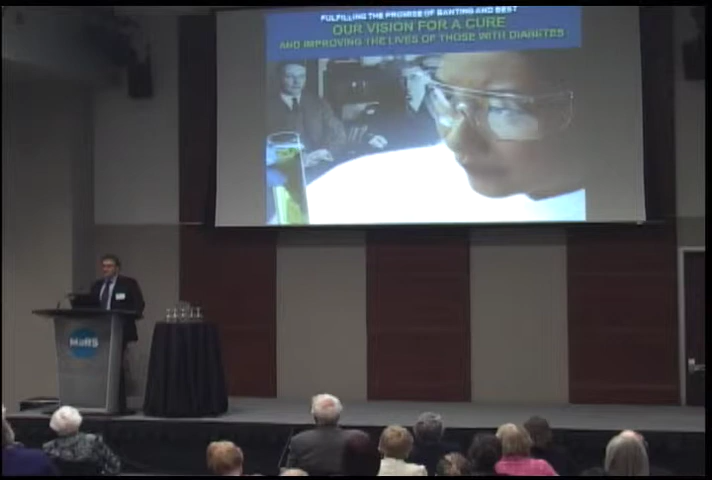 FULFILLING THE PROMISE OF BANTING AND BEST
OUR VISION FOR A CURE
AND IMPROVING THE LIVES OF THOSE WITH DIABETES
MaRS